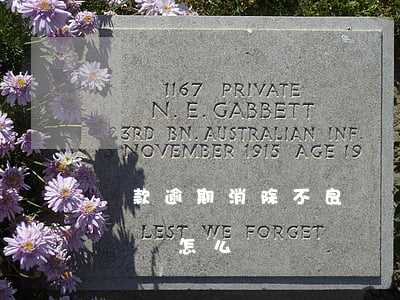 1167 PRIVATE
N. E. GABBETT
23RD BN. AUSTRALIAN INF.
NOVEMBER 1915 AGE 19
款逾期消除不良
LEST WE FORGET
怎么